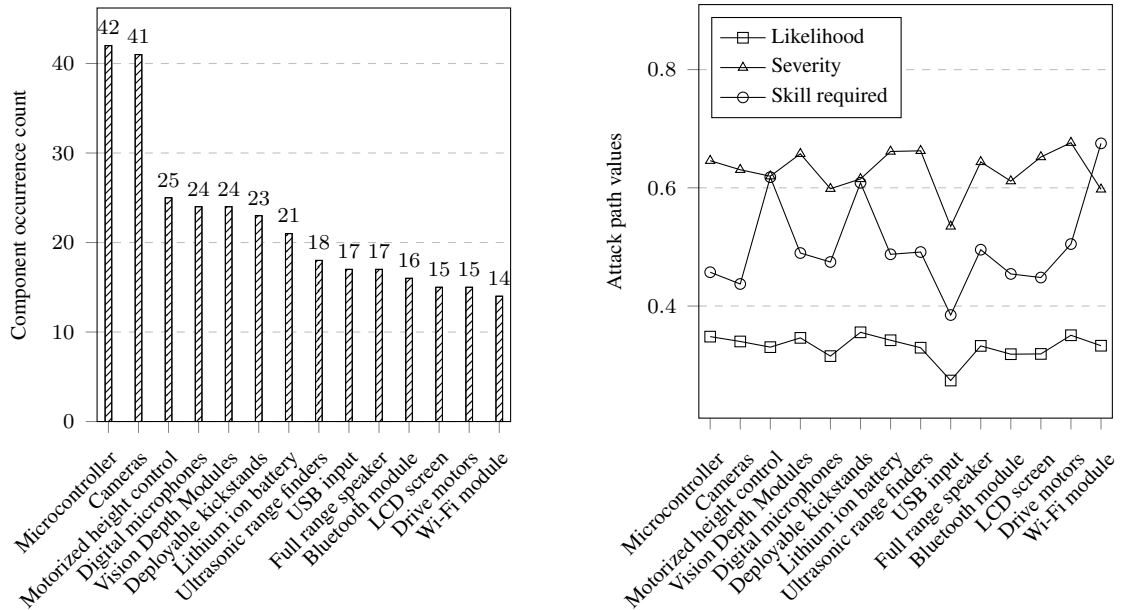 Component occurrence count
40
30
20
10
0
42
41
25
24
24
23
21
18
17
17
16
15
15
14
Microcontroller
Cameras
Motorized height control
Digital microphones
Vision Depth Modules
Deployable kickstands
Lithium ion battery
Ultrasonic range finders
USB input
Full range speaker
Bluetooth module
LCD screen
Drive motors
Wi-Fi module
Attack path values
0.8
0.6
0.4
Likelihood
Severity
Skill required
Microcontroller
Cameras
Motorized height control
Vision Depth Modules
Digital microphones
Deployable kickstands
Lithium ion battery
Ultrasonic range finders
USB input
Full range speaker
Bluetooth module
LCD screen
Drive motors
Wi-Fi module